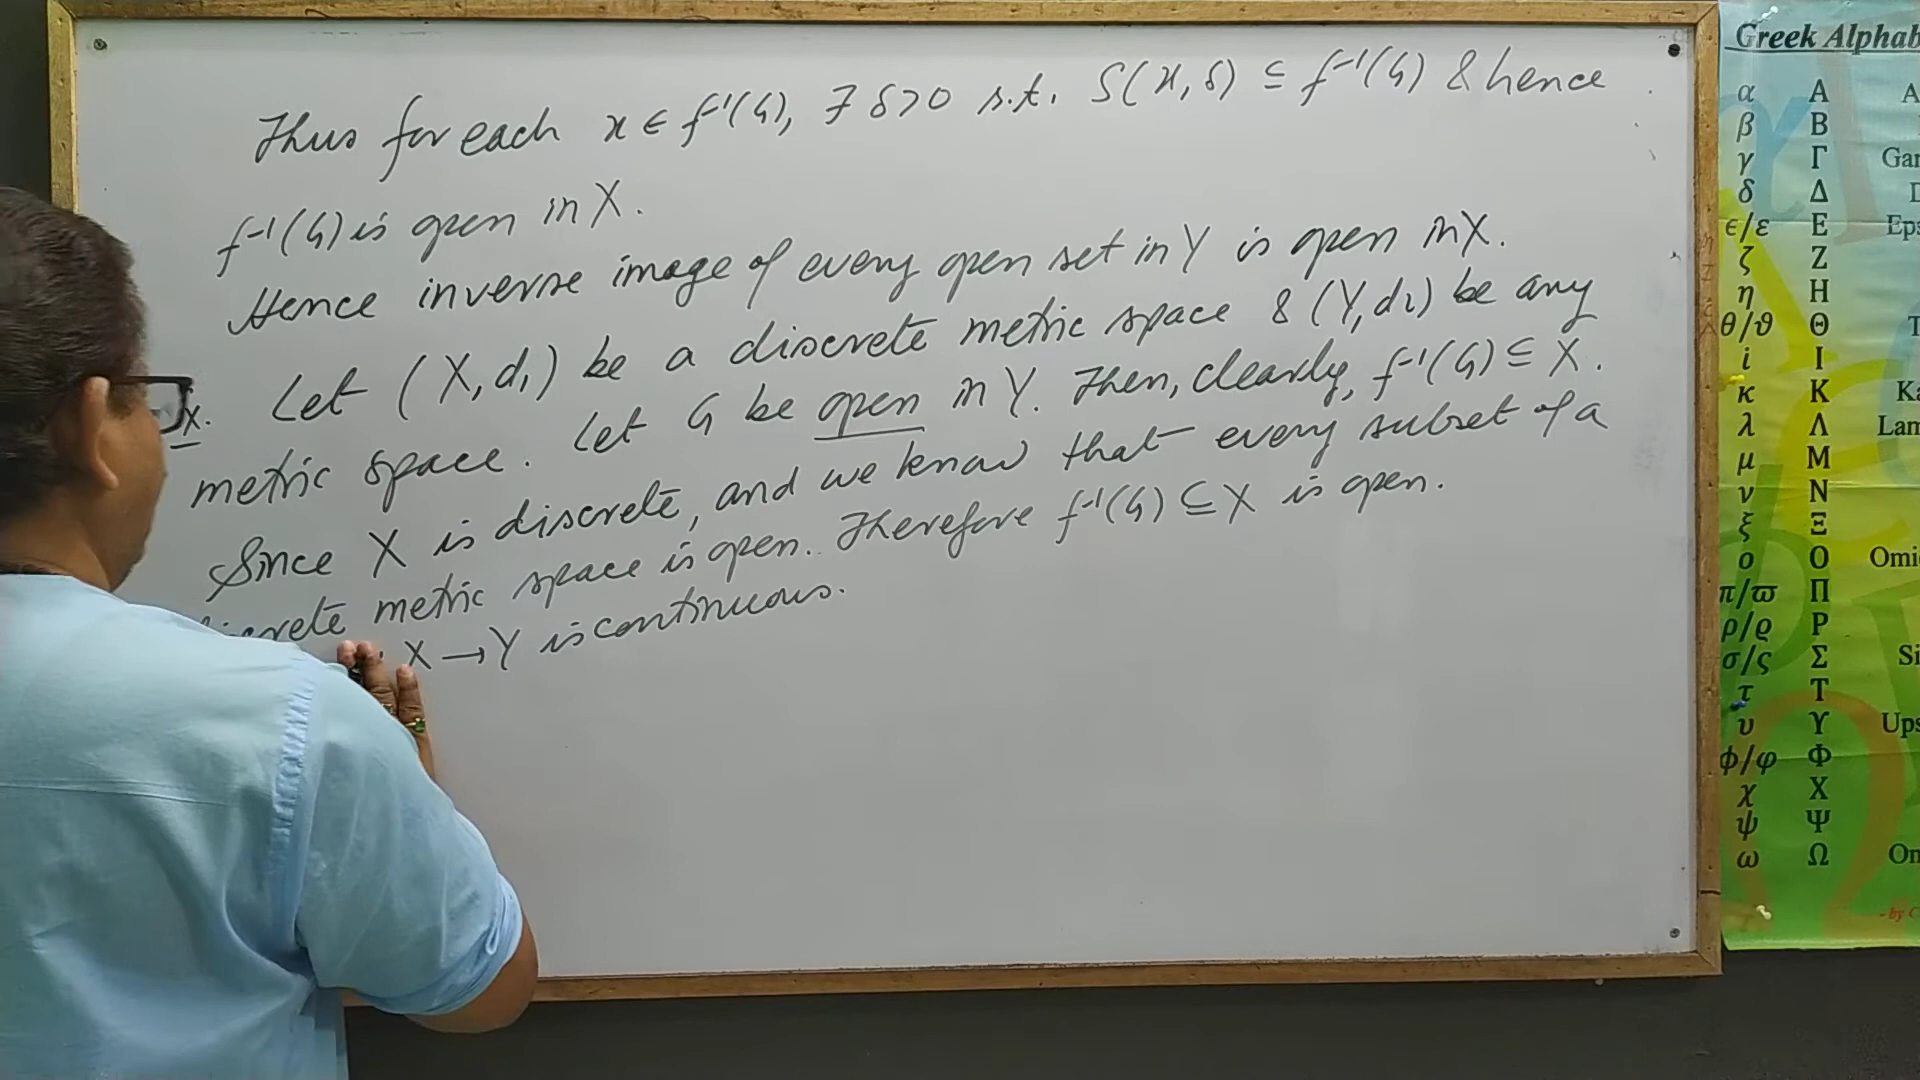 Thus for each x ∈ f⁻¹(G), ∃ δ>0 s.t. S(x,δ) ⊆ f⁻¹(G) & hence
f⁻¹(G) is open in X.
Hence inverse image of every open set in Y is open in X.
x. Let (X,d₁) be a discrete metric space & (Y,d₂) be any
metric space. Let G be open in Y. Then, clearly, f⁻¹(G) ⊆ X.
Since X is discrete, and we know that every subset of a
crete metric space is open. Therefore f⁻¹(G) ⊆ X is open.
X → Y is continuous.
Greek Alphab
α A A
β B
γ Γ Gam
δ Δ D
ϵ/ε E Eps
ζ Z
η H
θ/ϑ Θ T
i I
κ K Ka
λ Λ Lam
μ M
ν N
ξ Ξ
o O Omi
π/ϖ Π
ρ/ϱ P
σ/ς Σ Si
τ T
υ ϒ Ups
ϕ/φ Φ
χ X
ψ Ψ
ω Ω Om
- by C